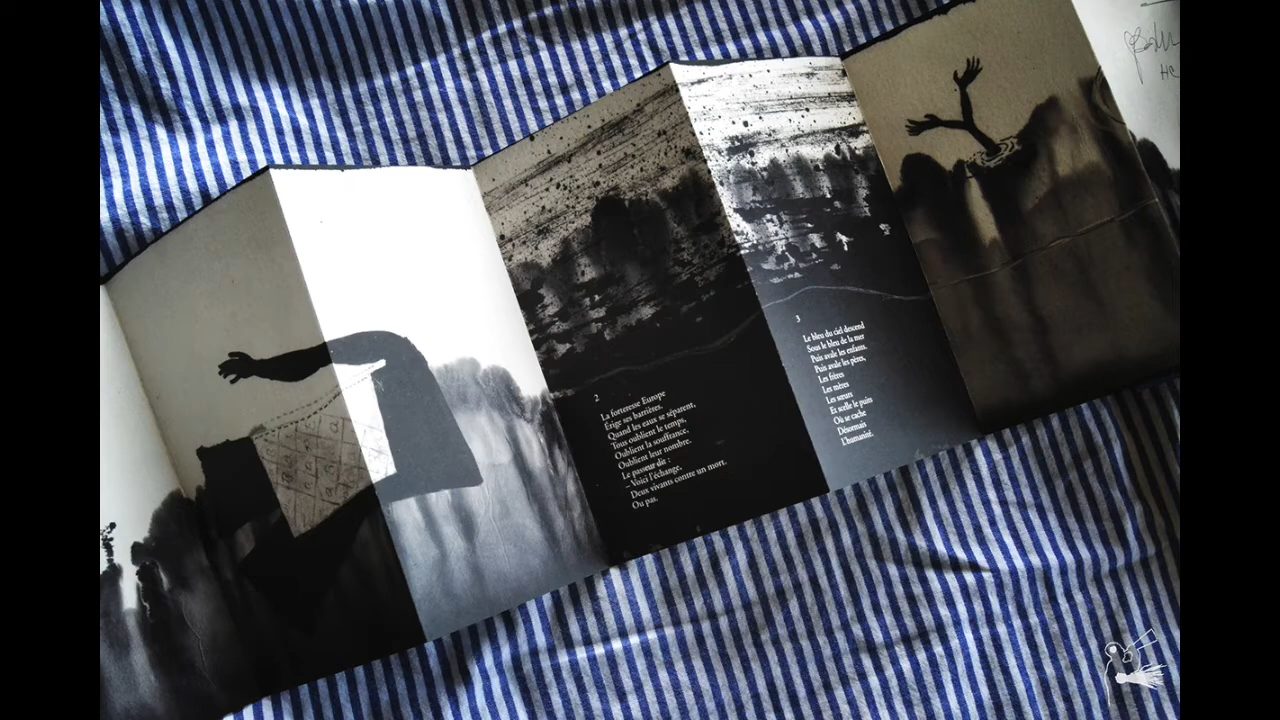 2
La forteresse Europe
Érige ses barrières.
Quand les eaux se séparent,
Tous oublient le temps,
Oublient la souffrance,
Oublient leur nombre.
Le passeur dit :
– Voici l'échange.
Deux vivants contre un mort.
Ou pas.
3
Le bleu du ciel descend
Sous le bleu de la mer
Puis avale les enfants,
Puis avale les pères,
Les frères
Les mères
Les sœurs
Et scelle le puits
Où se cache
Désormais
L'humanité.
HC